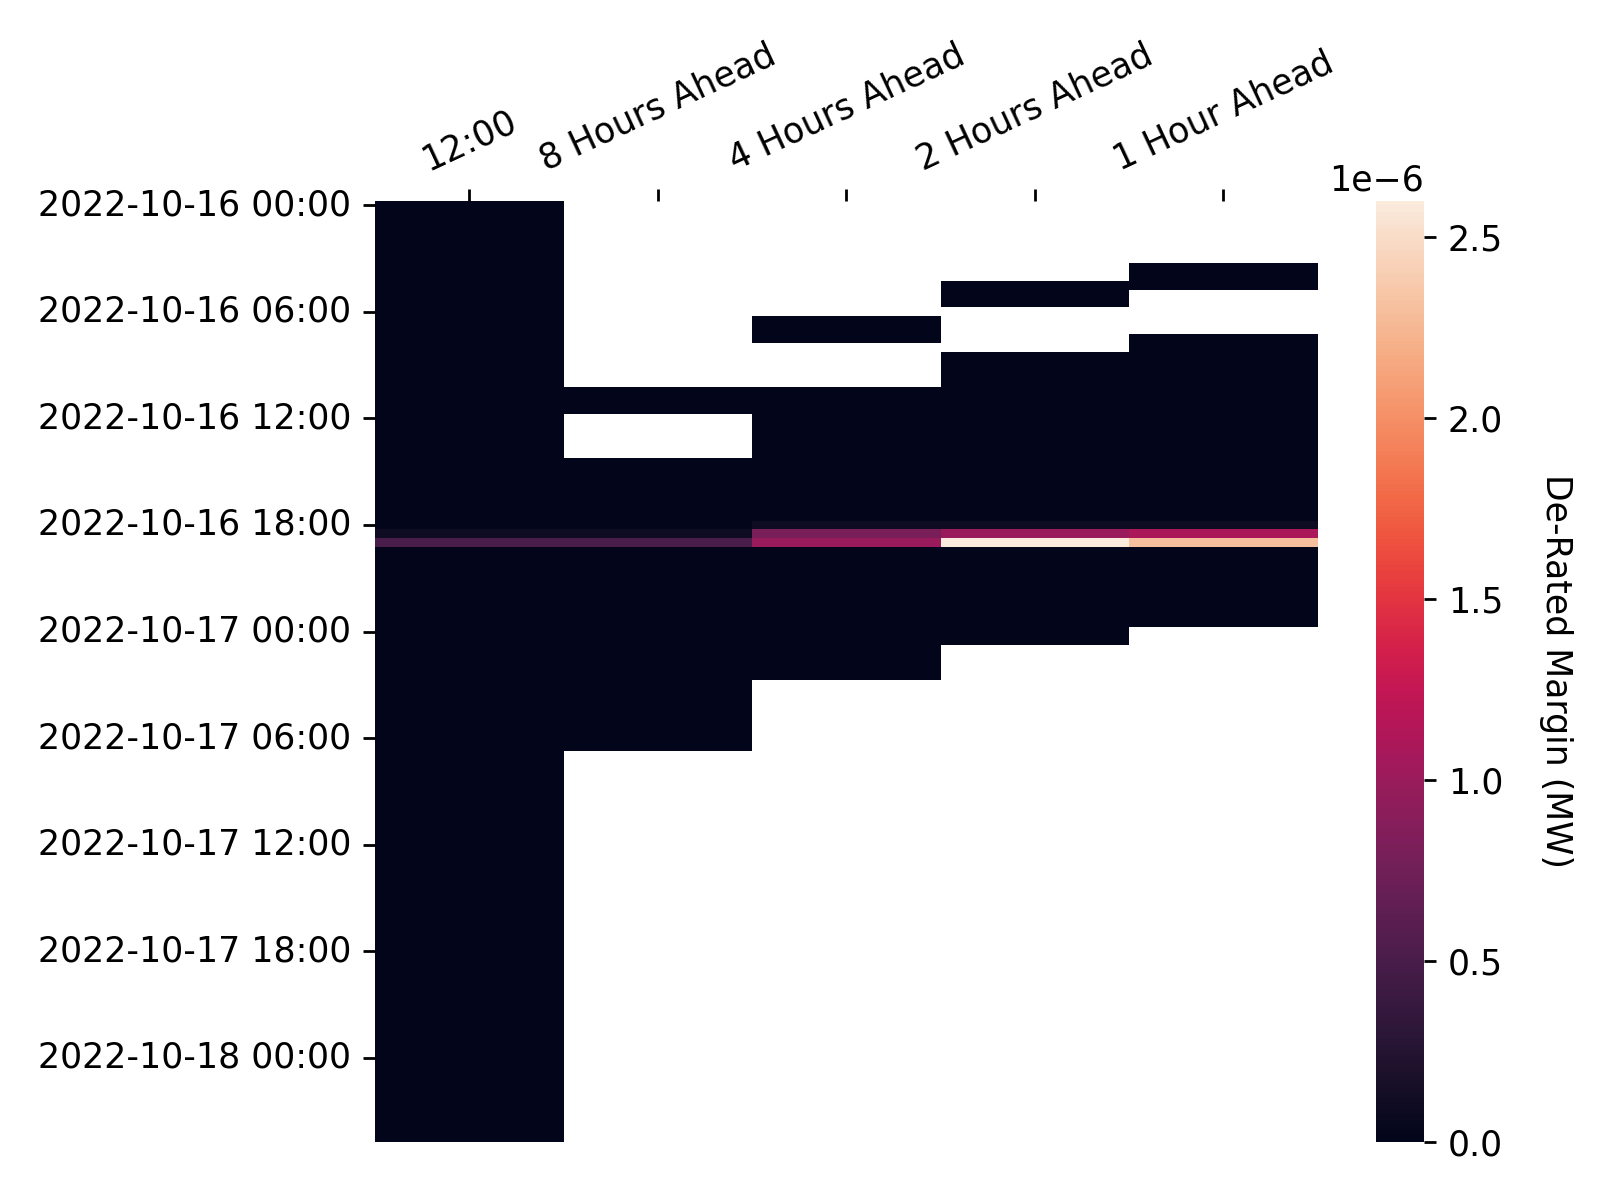 12:00
8 Hours Ahead
4 Hours Ahead
2 Hours Ahead
1 Hour Ahead
1e−6
2022-10-16 00:00
2022-10-16 06:00
2022-10-16 12:00
2022-10-16 18:00
2022-10-17 00:00
2022-10-17 06:00
2022-10-17 12:00
2022-10-17 18:00
2022-10-18 00:00
2.5
2.0
1.5
1.0
0.5
0.0
De-Rated Margin (MW)